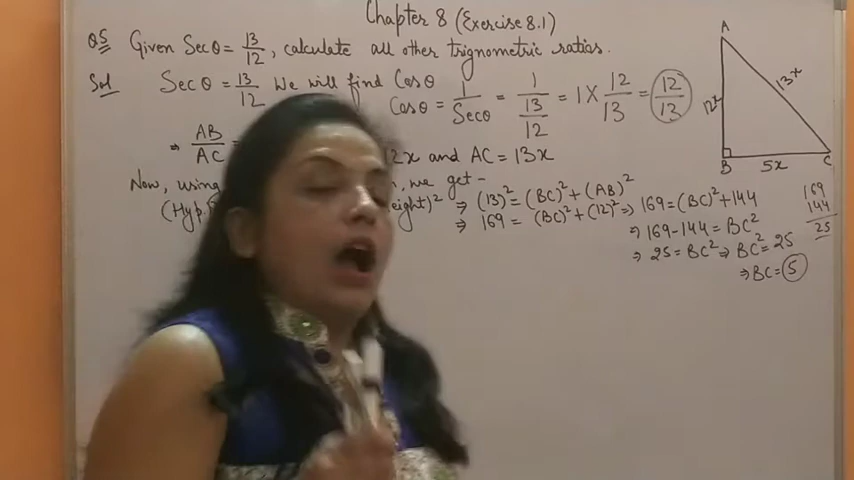 Chapter 8 (Exercise 8.1)
Q5 Given Sec θ = 13/12, calculate all other trignometric ratios.
Sol Sec θ = 13/12 We will find Cos θ
Cos θ = 1/Sec θ = 1/(13/12) = 1 × 12/13 = 12/13
⇒ AB/AC = 12x and AC = 13x
Now, using we get -
(Hyp. eight)² ⇒ (13)² = (BC)² + (AB)²
⇒ 169 = (BC)² + (12)² ⇒ 169 = (BC)² + 144
⇒ 169 - 144 = BC²
⇒ 25 = BC² ⇒ BC² = 25
⇒ BC = 5
169
144
25
A
12x
13x
B
5x
C